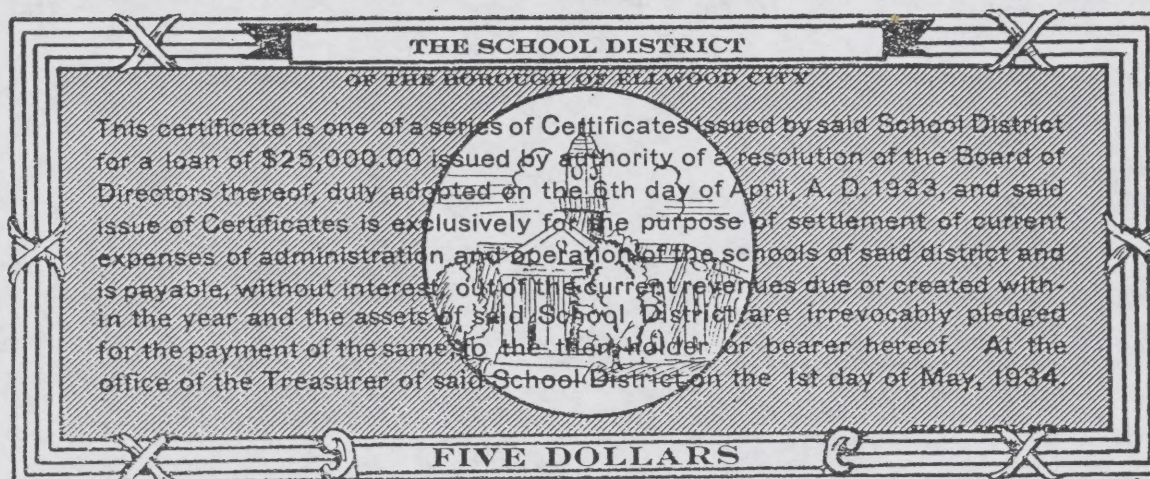 THE SCHOOL DISTRICT
OF THE BOROUGH OF ELLWOOD CITY
This certificate is one of a series of Certificates issued by said School District
for a loan of $25,000.00 issued by authority of a resolution of the Board of
Directors thereof, duly adopted on the 6th day of April, A. D. 1933, and said
issue of Certificates is exclusively for the purpose of settlement of current
expenses of administration and operation of the schools of said district and
is payable, without interest, out of the current revenues due or created with-
in the year and the assets of said School District are irrevocably pledged
for the payment of the same, to the then holder or bearer hereof. At the
office of the Treasurer of said School District on the 1st day of May, 1934.
FIVE DOLLARS